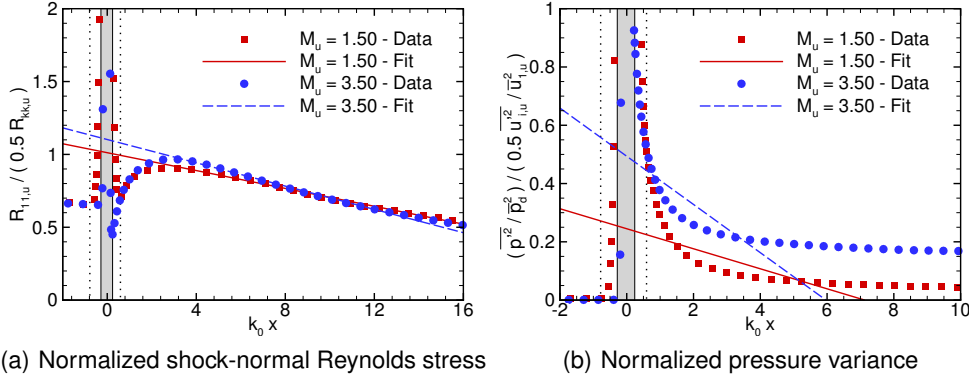 R11,u / ( 0.5 Rkk,u )
2
1.5
1
0.5
0
0
4
8
12
16
k0 x
Mu = 1.50 - Data
Mu = 1.50 - Fit
Mu = 3.50 - Data
Mu = 3.50 - Fit
(a) Normalized shock-normal Reynolds stress
( p'2 / p2d ) / ( 0.5 u'2i,u / u21,u )
1
0.8
0.6
0.4
0.2
0
-2
0
2
4
6
8
10
k0 x
Mu = 1.50 - Data
Mu = 1.50 - Fit
Mu = 3.50 - Data
Mu = 3.50 - Fit
(b) Normalized pressure variance